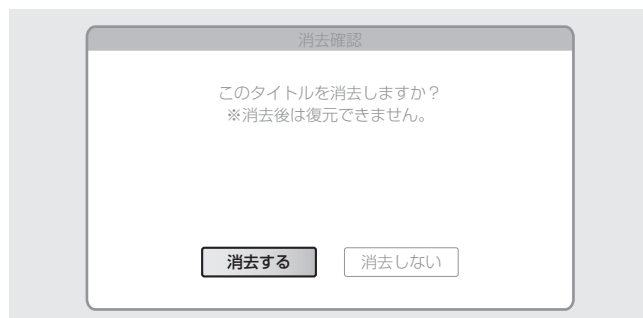 消去確認
このタイトルを消去しますか？
※消去後は復元できません。
消去する
消去しない